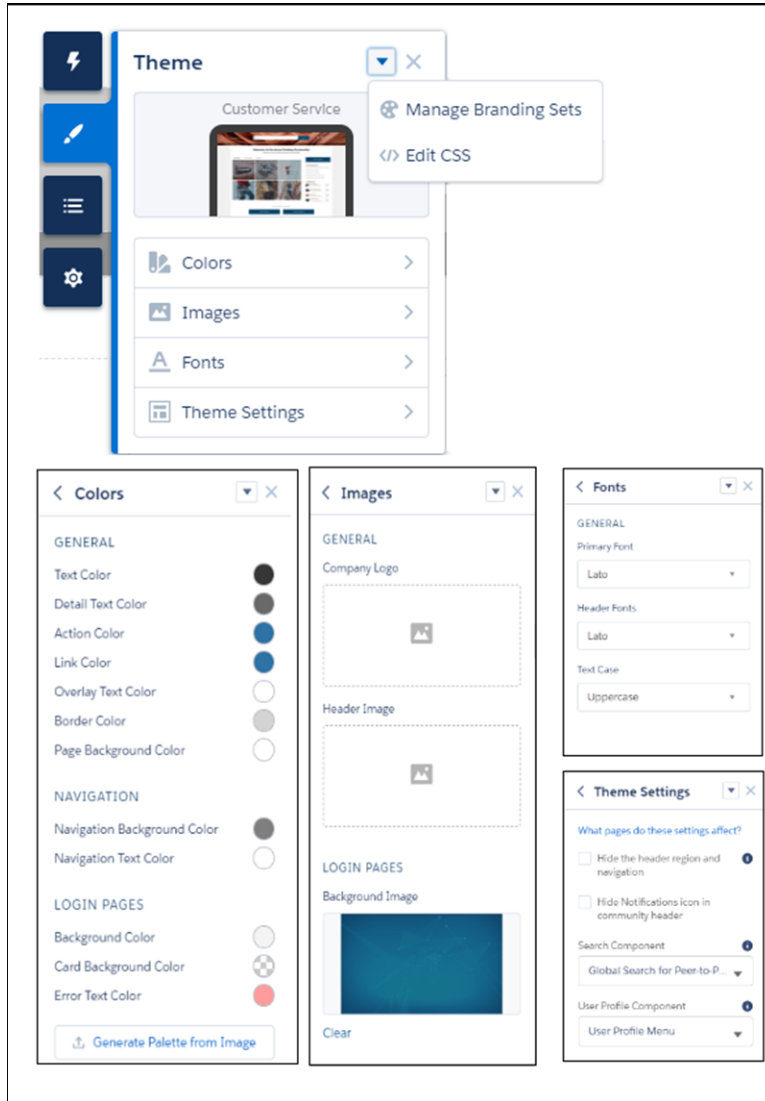 Theme
Customer Service
Manage Branding Sets
Edit CSS
Colors
Images
Fonts
Theme Settings
Colors
GENERAL
Text Color
Detail Text Color
Action Color
Link Color
Overlay Text Color
Border Color
Page Background Color
NAVIGATION
Navigation Background Color
Navigation Text Color
LOGIN PAGES
Background Color
Card Background Color
Error Text Color
Generate Palette from Image
Images
GENERAL
Company Logo
Header Image
LOGIN PAGES
Background Image
Clear
Fonts
GENERAL
Primary Font
Lato
Header Fonts
Lato
Text Case
Uppercase
Theme Settings
What pages do these settings affect?
Hide the header region and
navigation
Hide Notifications icon in
community header
Search Component
Global Search for Peer-to-P...
User Profile Component
User Profile Menu